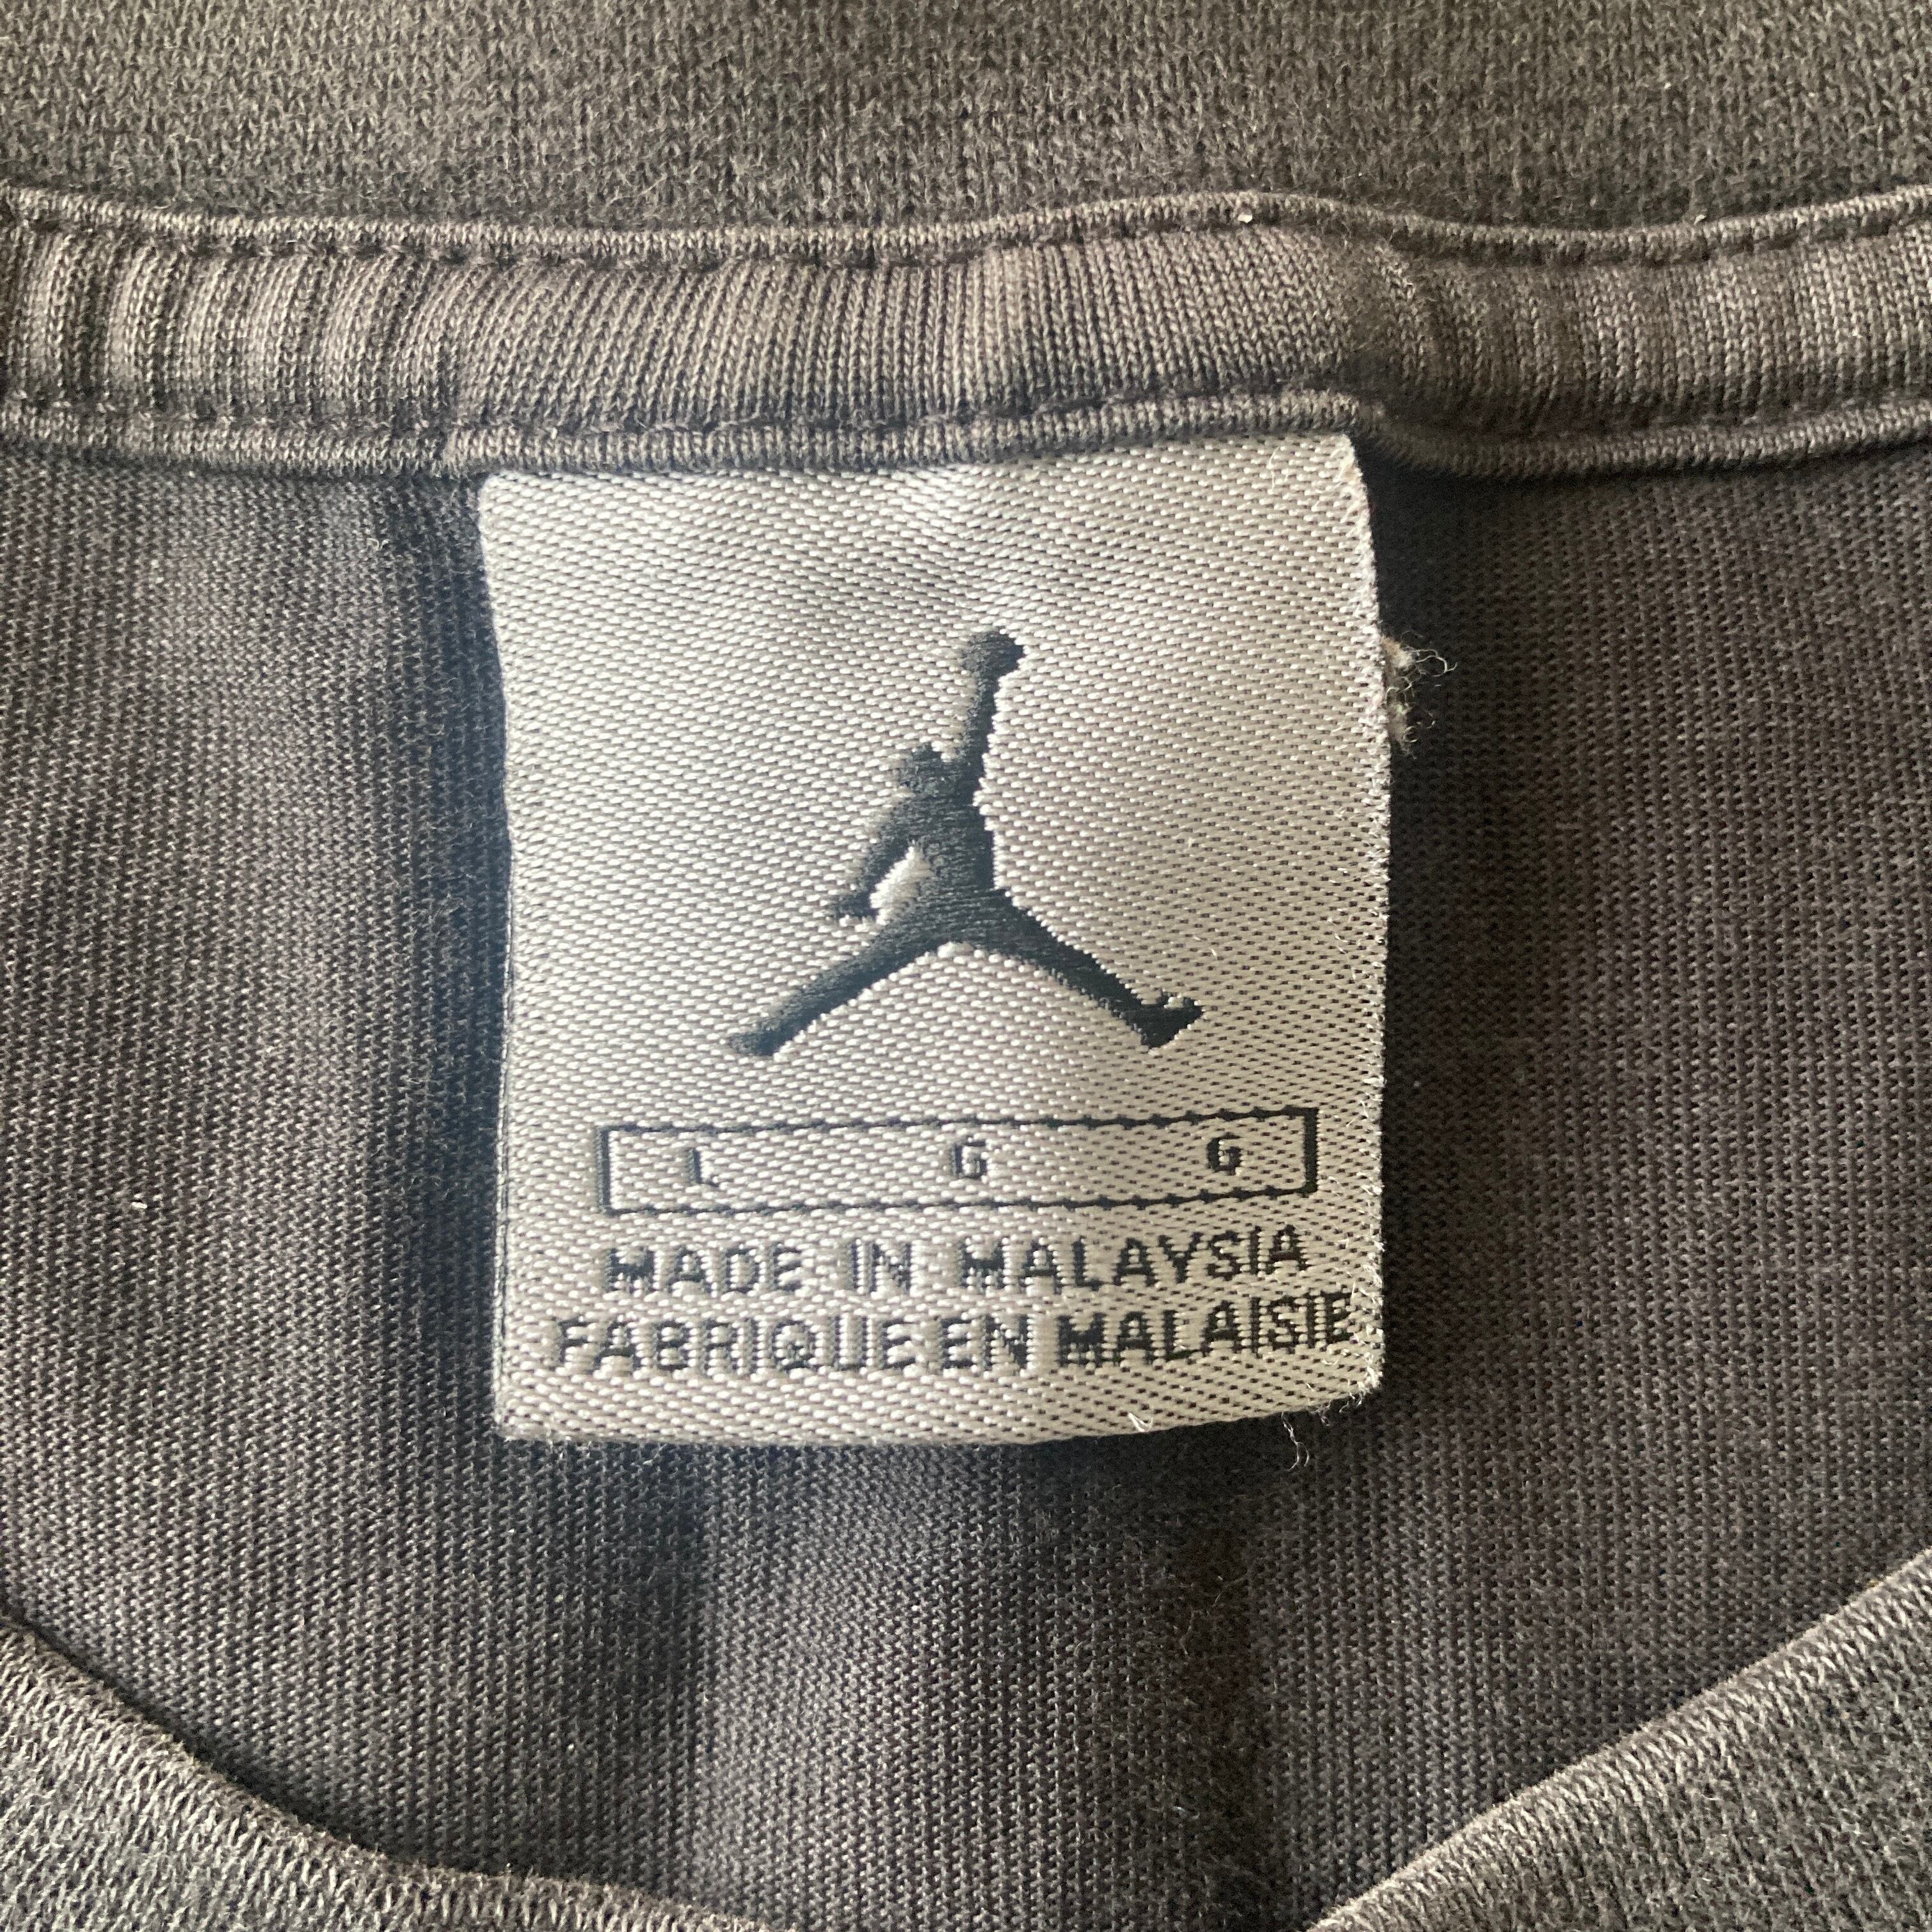 L G G
MADE IN MALAYSIA
FABRIQUE EN MALAISIE